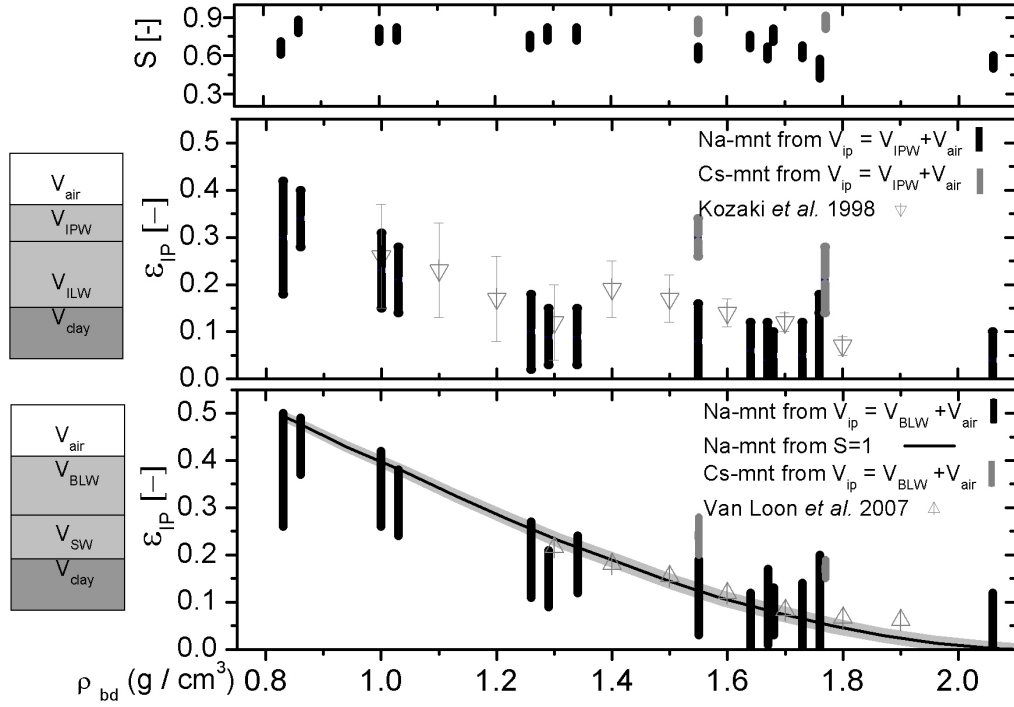 S
0.9
0.6
0.3
V_air
V_IPW
V_ILW
V_clay
ε_IP [−]
0.5
0.4
0.3
0.2
0.1
0.0
Na-mnt from V_ip = V_IPW+V_air
Cs-mnt from V_ip = V_IPW+V_air
Kozaki et al. 1998
V_air
V_BLW
V_SW
V_clay
ε_IP [−]
0.5
0.4
0.3
0.2
0.1
0.0
Na-mnt from V_ip = V_BLW+V_air
Na-mnt from S=1
Cs-mnt from V_ip = V_BLW+V_air
Van Loon et al. 2007
ρ_bd (g / cm³) 0.8 1.0 1.2 1.4 1.6 1.8 2.0